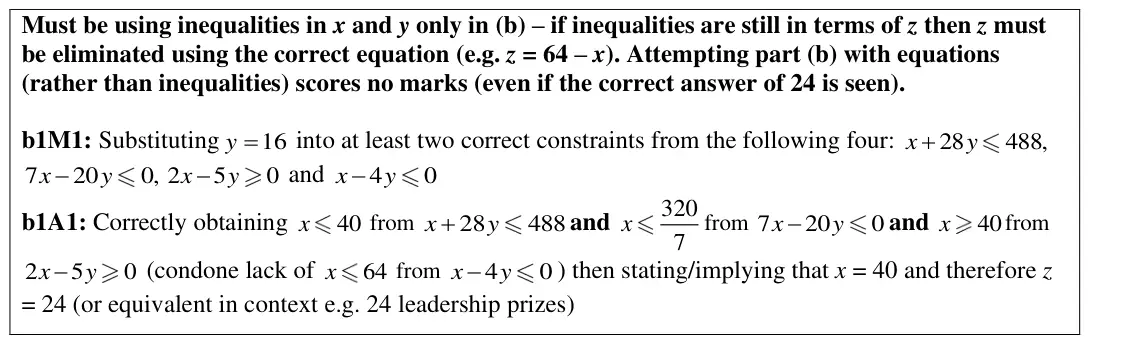 Must be using inequalities in x and y only in (b) – if inequalities are still in terms of z then z must
be eliminated using the correct equation (e.g. z = 64 – x). Attempting part (b) with equations
(rather than inequalities) scores no marks (even if the correct answer of 24 is seen).
b1M1: Substituting y = 16 into at least two correct constraints from the following four: x + 28y ⩽ 488,
7x − 20y ⩽ 0, 2x − 5y ⩾ 0 and x − 4y ⩽ 0
b1A1: Correctly obtaining x ⩽ 40 from x + 28y ⩽ 488 and x ⩽ 320/7 from 7x − 20y ⩽ 0 and x ⩾ 40 from
2x − 5y ⩾ 0 (condone lack of x ⩽ 64 from x − 4y ⩽ 0 ) then stating/implying that x = 40 and therefore z
= 24 (or equivalent in context e.g. 24 leadership prizes)